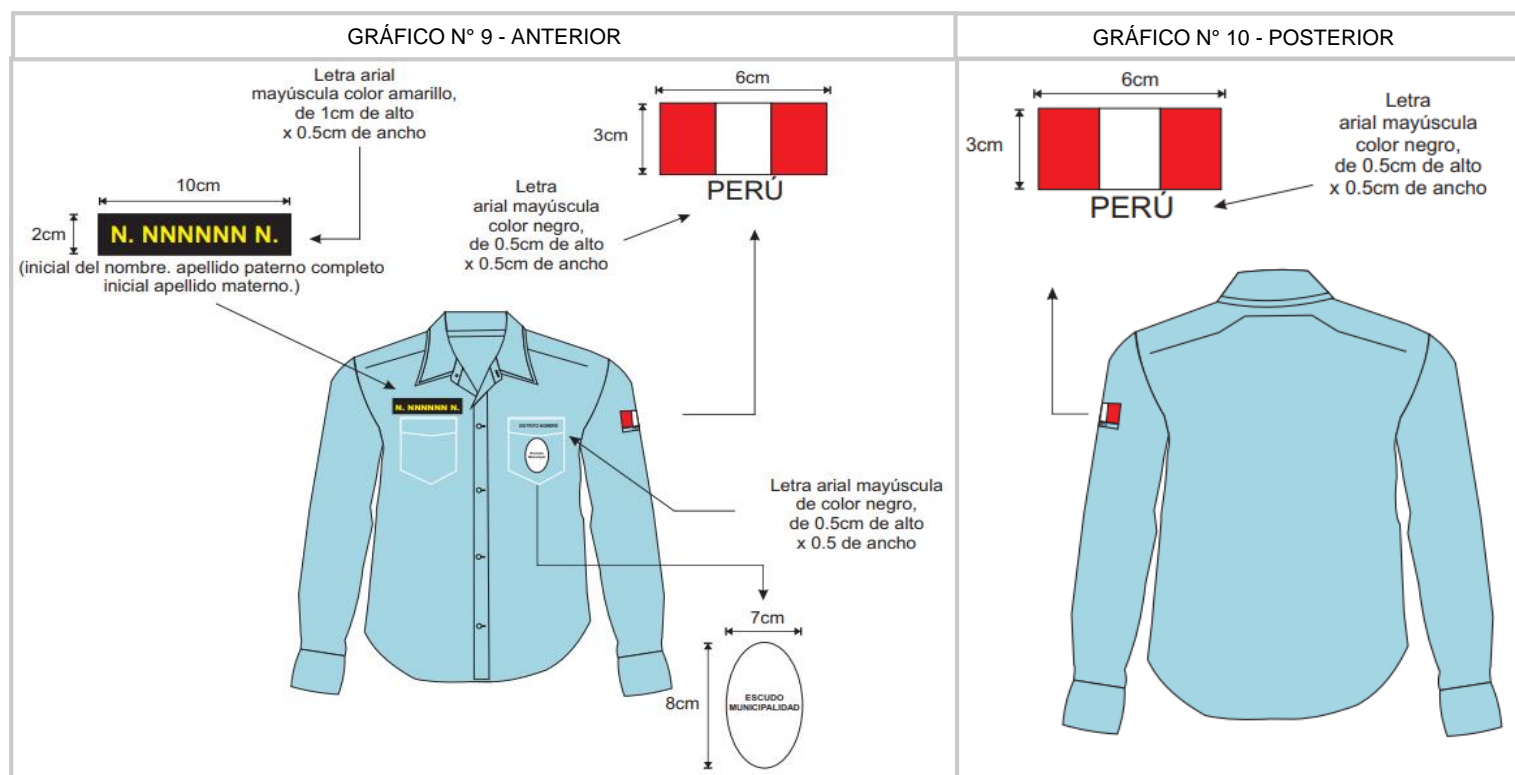 GRÁFICO N° 9 - ANTERIOR
Letra arial
mayúscula color amarillo,
de 1cm de alto
x 0.5cm de ancho
10cm
2cm
N. NNNNNN N.
(inicial del nombre. apellido paterno completo
inicial apellido materno.)
6cm
3cm
PERÚ
Letra
arial mayúscula
color negro,
de 0.5cm de alto
x 0.5cm de ancho
N. NNNNNN N.
DISTRITO NOMBRE
Escudo
Municipal
Letra arial mayúscula
de color negro,
de 0.5cm de alto
x 0.5 de ancho
7cm
8cm
ESCUDO
MUNICIPALIDAD
GRÁFICO N° 10 - POSTERIOR
6cm
3cm
PERÚ
Letra
arial mayúscula
color negro,
de 0.5cm de alto
x 0.5cm de ancho